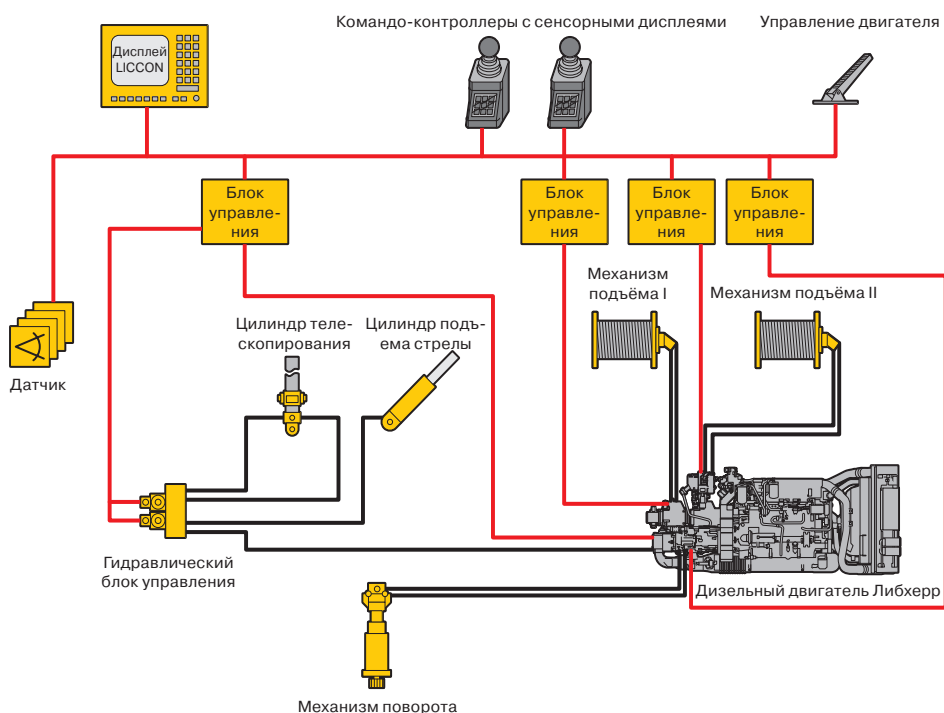 Командо-контроллеры с сенсорными дисплеями
Управление двигателя
Дисплей
LICCON
Блок
управле-
ния
Блок
управле-
ния
Блок
управле-
ния
Блок
управле-
ния
Механизм
подъёма I
Механизм подъёма II
Цилиндр теле-
скопирования
Цилиндр подъ-
ема стрелы
Датчик
Гидравлический
блок управления
Дизельный двигатель Либхерр
Механизм поворота